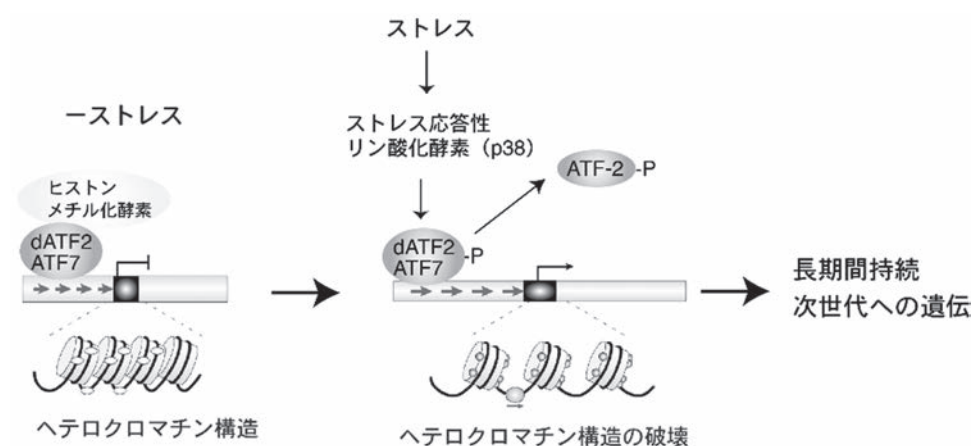 ストレス
ーストレス
ストレス応答性
リン酸化酵素（p38）
ATF-2-P
ヒストン
メチル化酵素
dATF2
ATF7
dATF2
ATF7
-P
長期間持続
次世代への遺伝
ヘテロクロマチン構造
ヘテロクロマチン構造の破壊